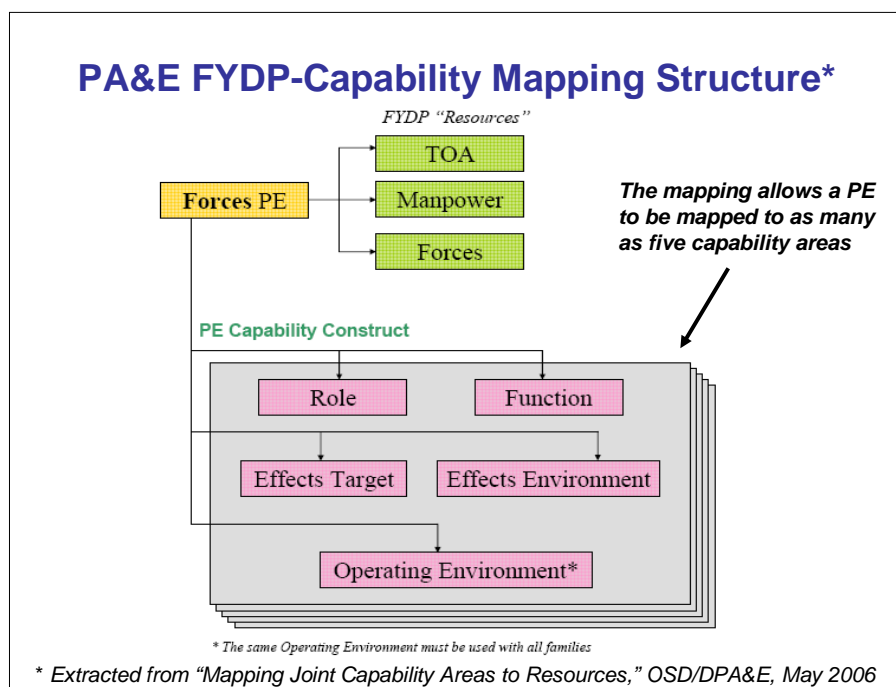 PA&E FYDP-Capability Mapping Structure*
FYDP "Resources"
TOA
Forces PE
Manpower
Forces
The mapping allows a PE
to be mapped to as many
as five capability areas
PE Capability Construct
Role
Function
Effects Target
Effects Environment
Operating Environment*
* The same Operating Environment must be used with all families
* Extracted from "Mapping Joint Capability Areas to Resources," OSD/DPA&E, May 2006